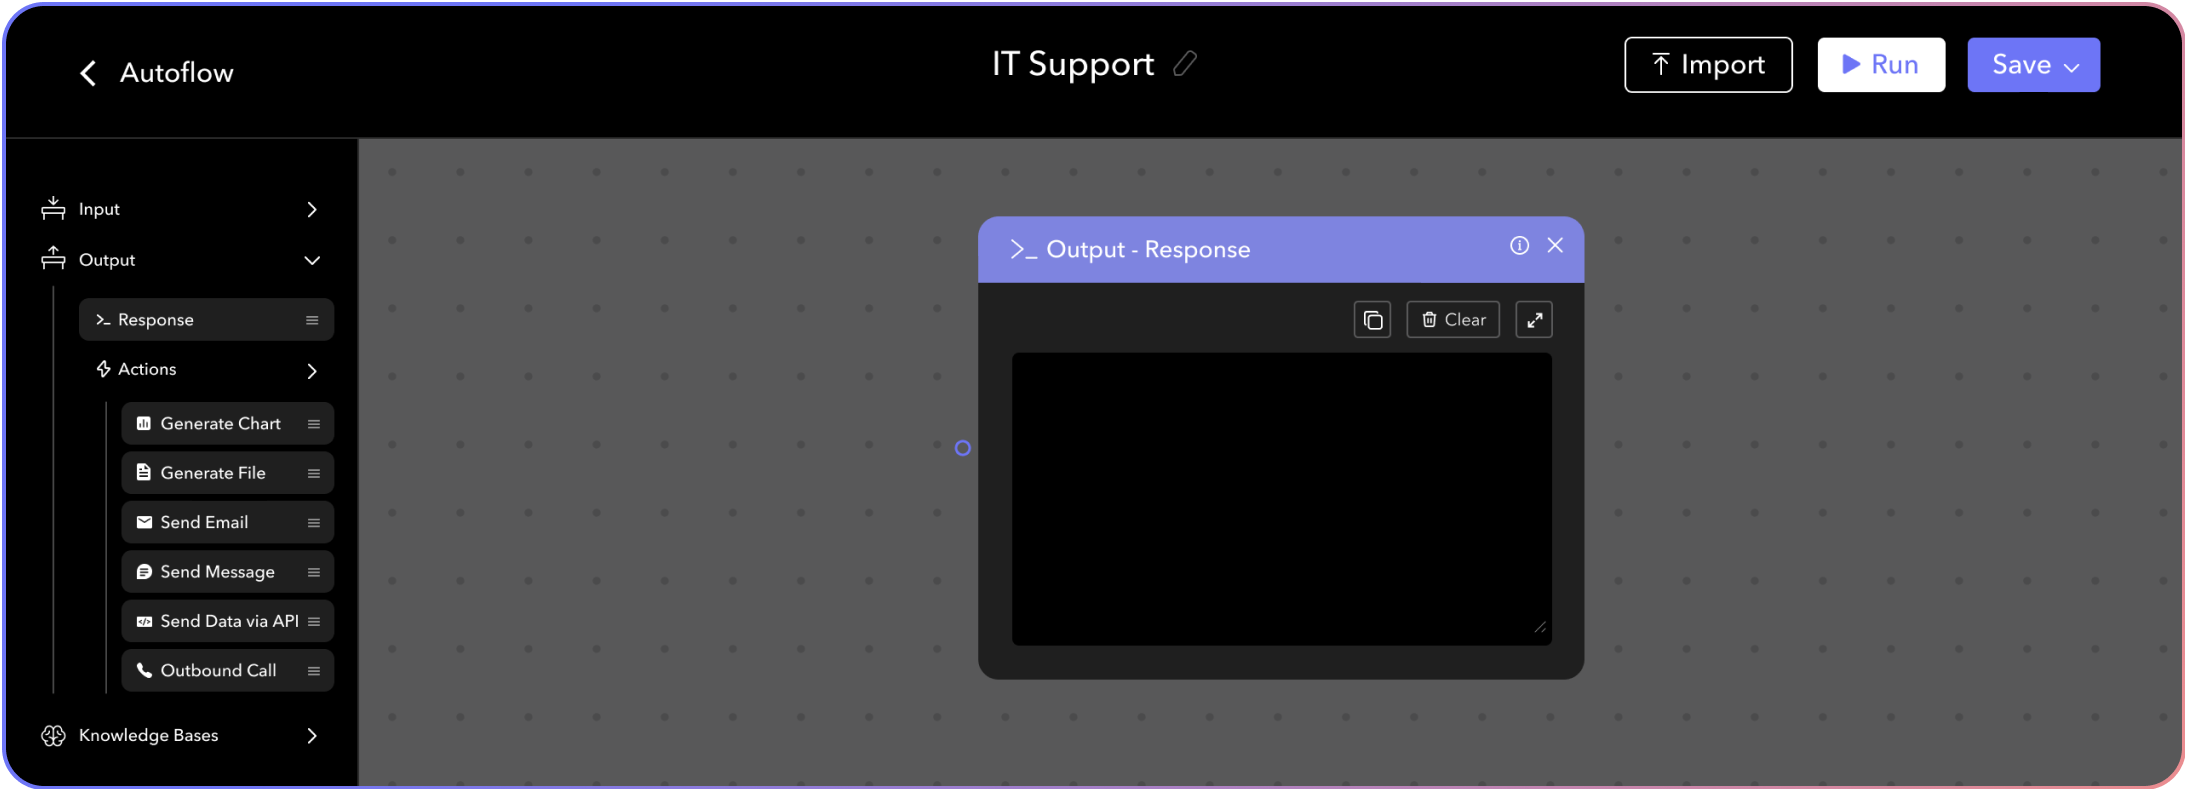 Autoflow
IT Support
Import
Run
Save
Input
Output
Response
Actions
Generate Chart
Generate File
Send Email
Send Message
Send Data via API
Outbound Call
Knowledge Bases
>_ Output - Response
Clear